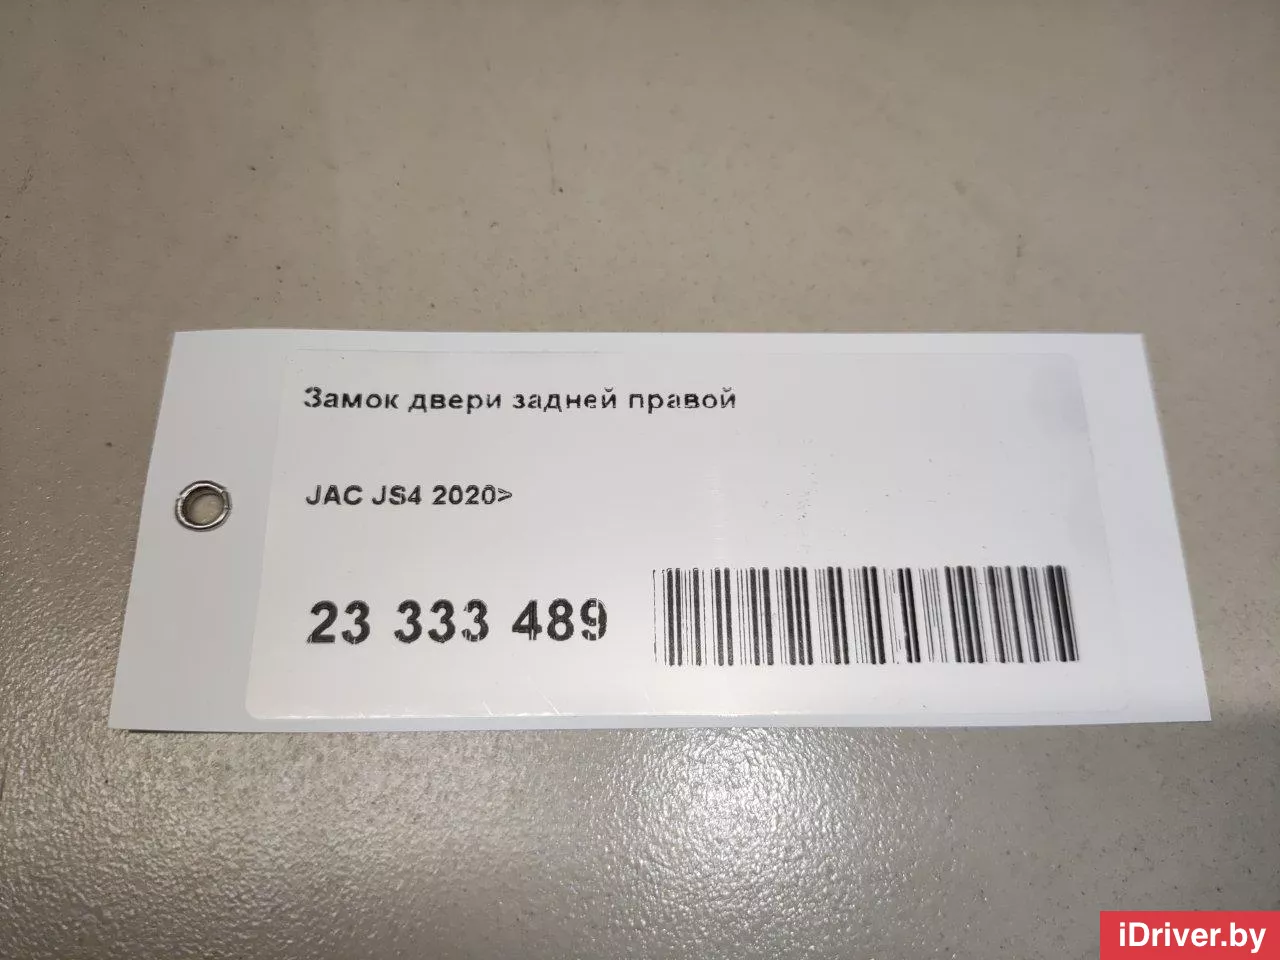 Замок двери задней правой
JAC JS4 2020>
23 333 489
iDriver.by